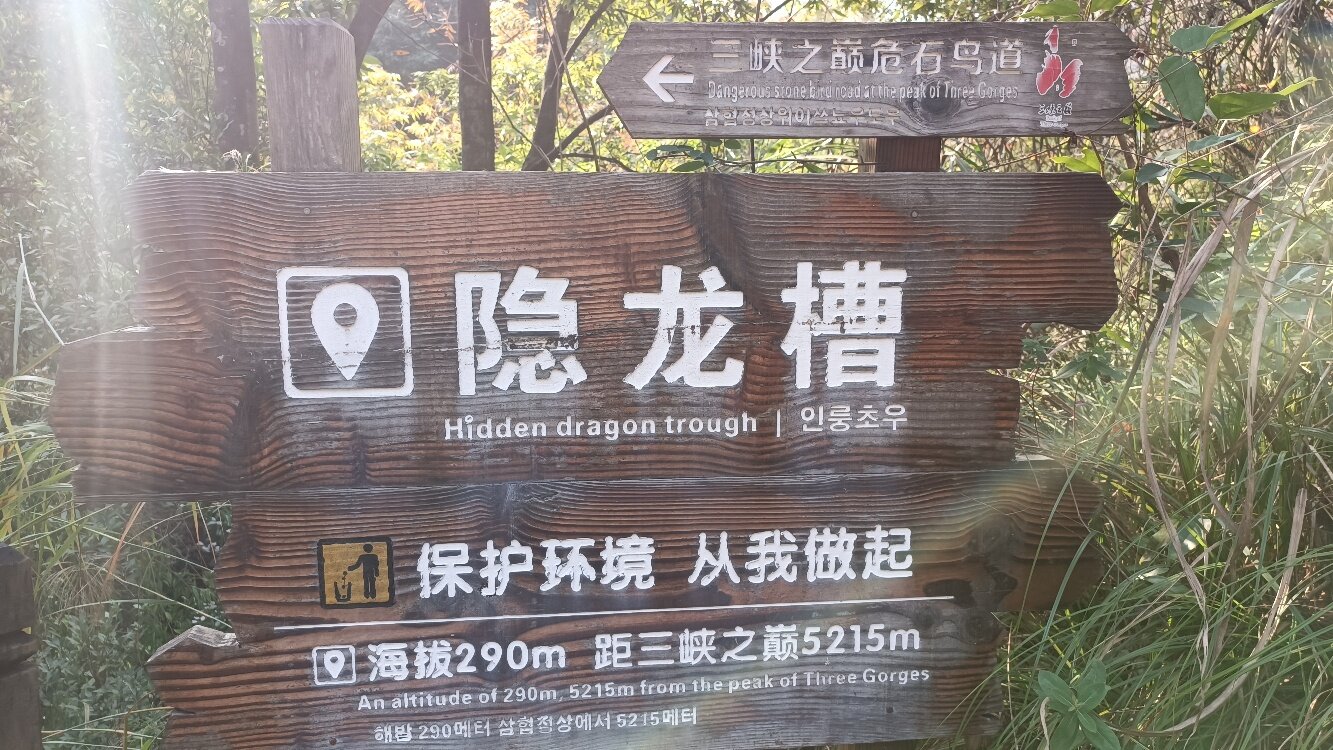 三峡之巅危石鸟道
Dangerous stone bird road at the peak of Three Gorges
隐龙槽
Hidden dragon trough | 인룽초우
保护环境 从我做起
海拔290m 距三峡之巅5215m
An altitude of 290m, 5215m from the peak of Three Gorges
해발 290메터 삼협정상에서 5215메터